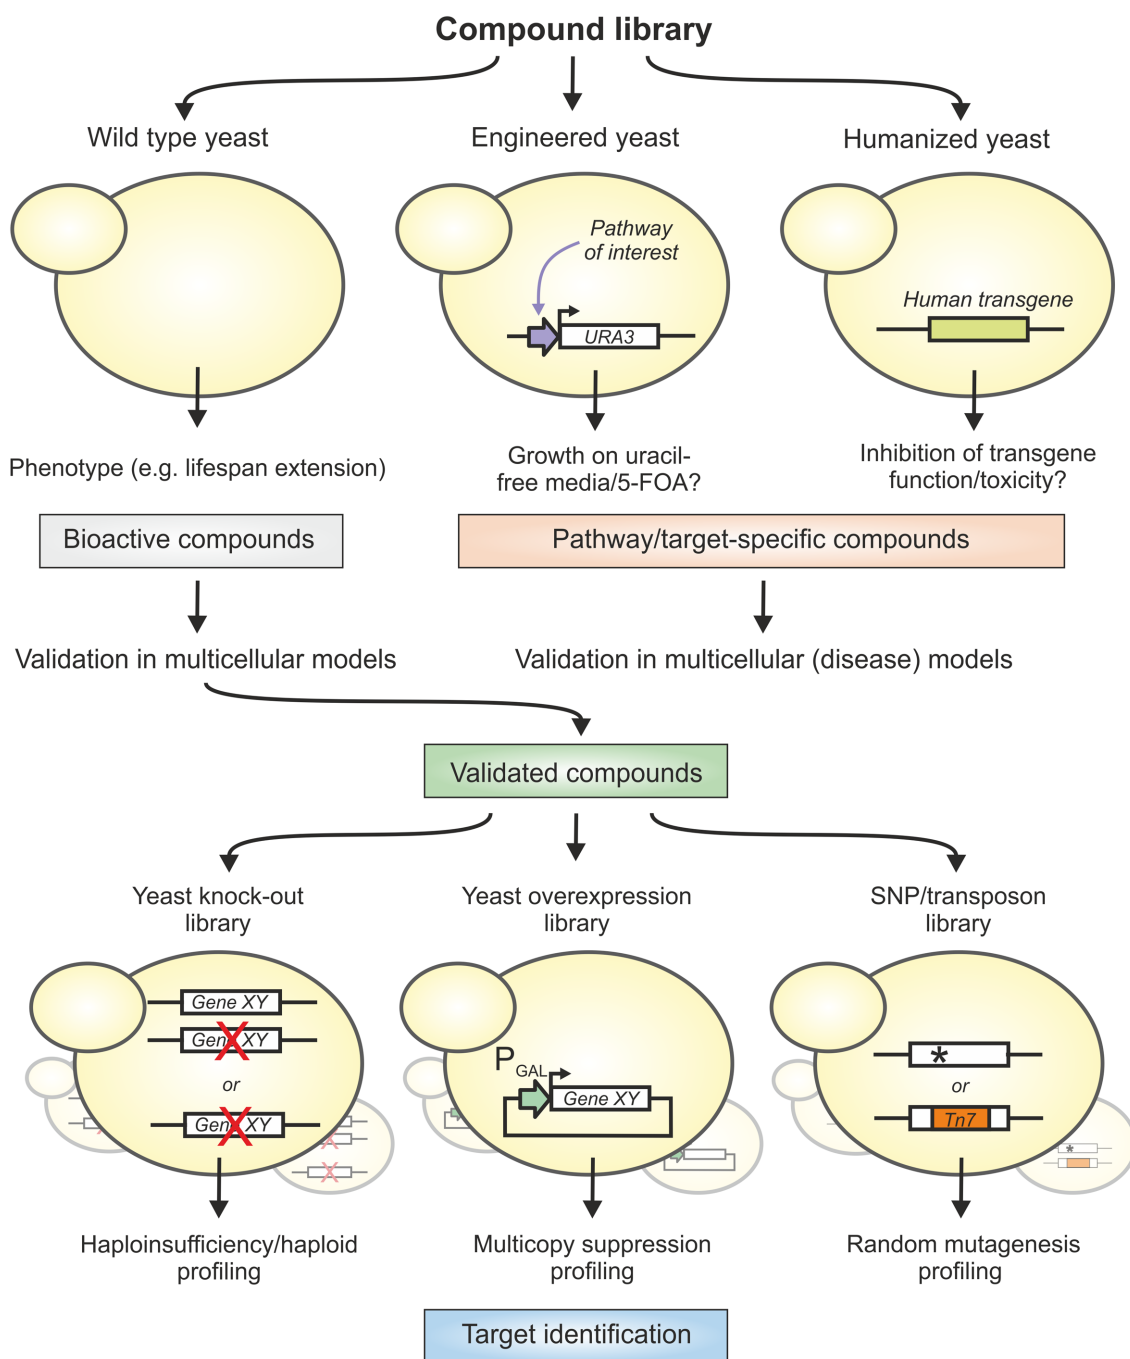 Compound library
Wild type yeast
Engineered yeast
Humanized yeast
Pathway
of interest
URA3
Human transgene
Phenotype (e.g. lifespan extension)
Growth on uracil-
free media/5-FOA?
Inhibition of transgene
function/toxicity?
Bioactive compounds
Pathway/target-specific compounds
Validation in multicellular models
Validation in multicellular (disease) models
Validated compounds
Yeast knock-out
library
Yeast overexpression
library
SNP/transposon
library
Gene XY
Gene XY
or
Gene XY
PGAL
Gene XY
*
or
Tn7
*
Haploinsufficiency/haploid
profiling
Multicopy suppression
profiling
Random mutagenesis
profiling
Target identification